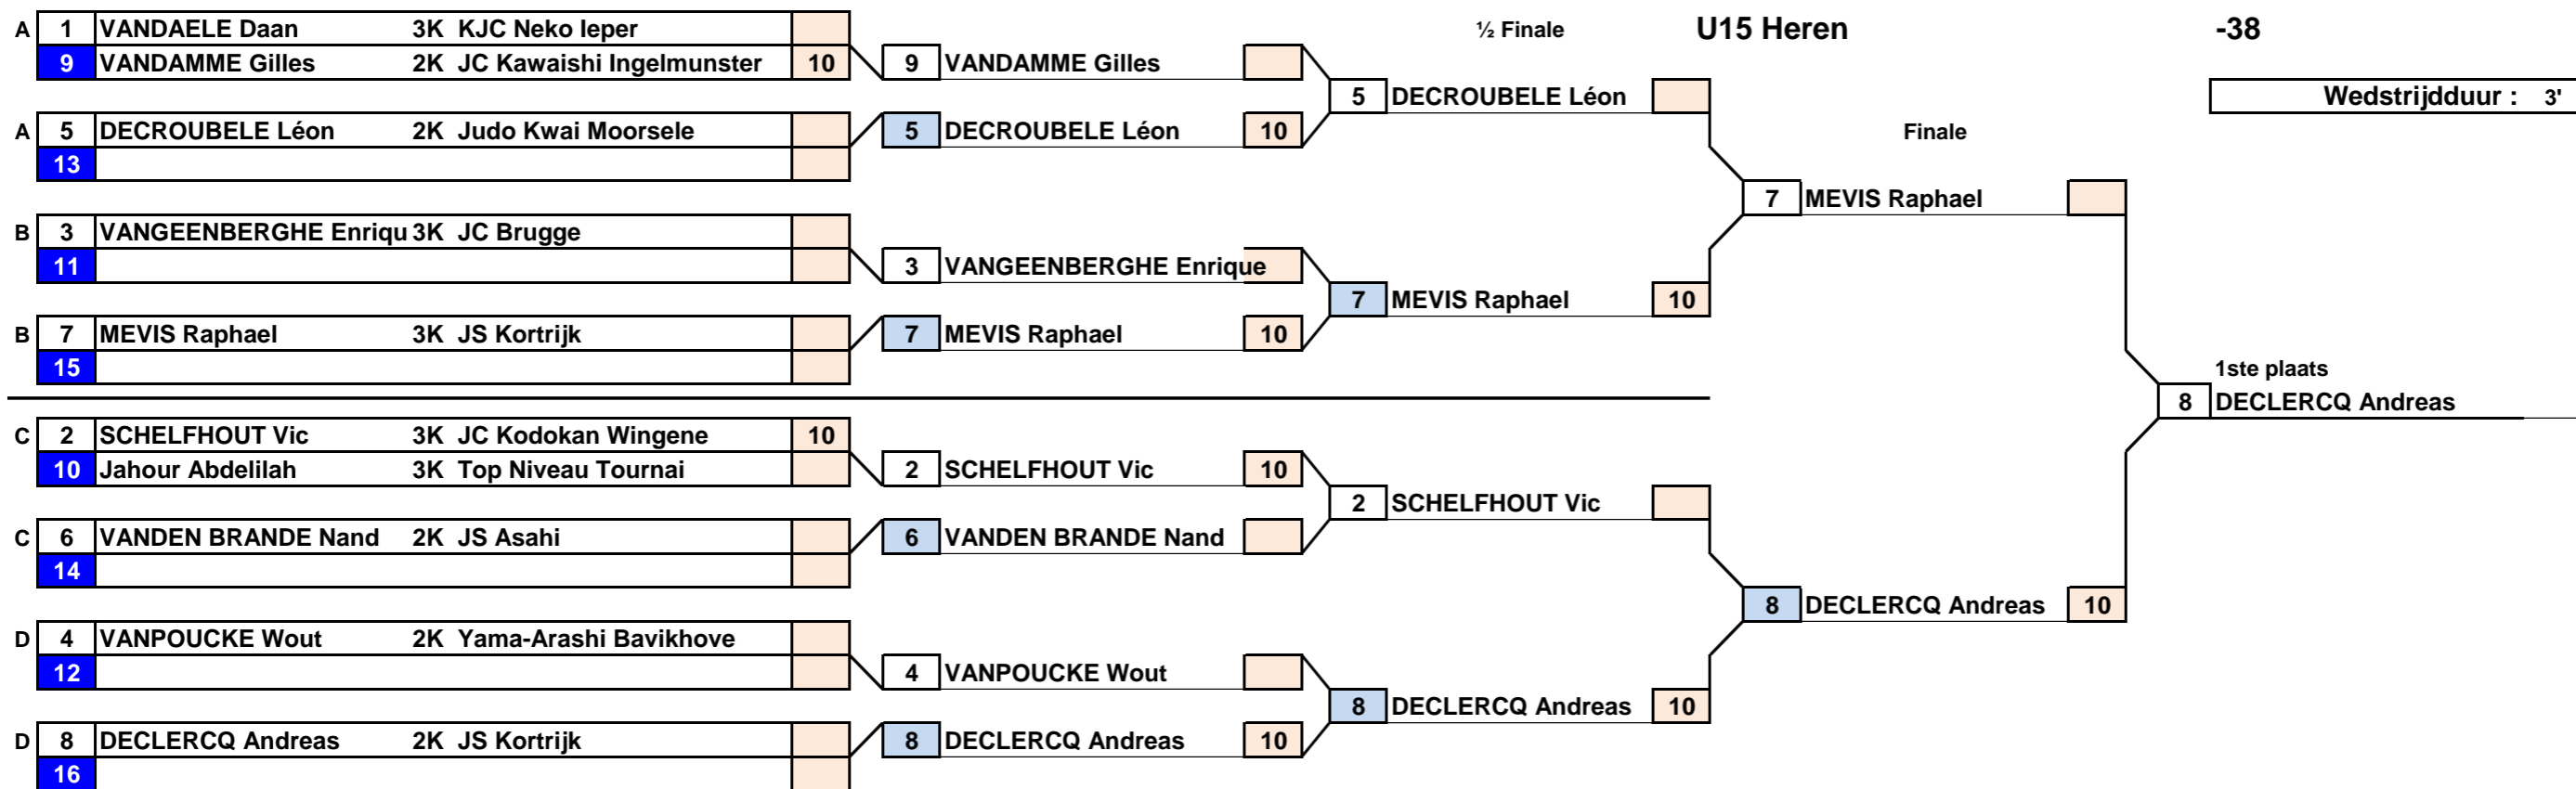 A 1 VANDAELE Daan 3K KJC Neko Ieper ½ Finale U15 Heren -38
9 VANDAMME Gilles 2K JC Kawaishi Ingelmunster 10 9 VANDAMME Gilles
5 DECROUBELE Léon Wedstrijdduur : 3'
A 5 DECROUBELE Léon 2K Judo Kwai Moorsele 5 DECROUBELE Léon 10 Finale
13
7 MEVIS Raphael
B 3 VANGEENBERGHE Enriqu 3K JC Brugge
11 3 VANGEENBERGHE Enrique
7 MEVIS Raphael 10
B 7 MEVIS Raphael 3K JS Kortrijk 7 MEVIS Raphael 10
15 1ste plaats
8 DECLERCQ Andreas
C 2 SCHELFHOUT Vic 3K JC Kodokan Wingene 10
10 Jahour Abdelilah 3K Top Niveau Tournai 2 SCHELFHOUT Vic 10
2 SCHELFHOUT Vic
C 6 VANDEN BRANDE Nand 2K JS Asahi 6 VANDEN BRANDE Nand
14
8 DECLERCQ Andreas 10
D 4 VANPOUCKE Wout 2K Yama-Arashi Bavikhove
12 4 VANPOUCKE Wout
8 DECLERCQ Andreas 10
D 8 DECLERCQ Andreas 2K JS Kortrijk 8 DECLERCQ Andreas 10
16